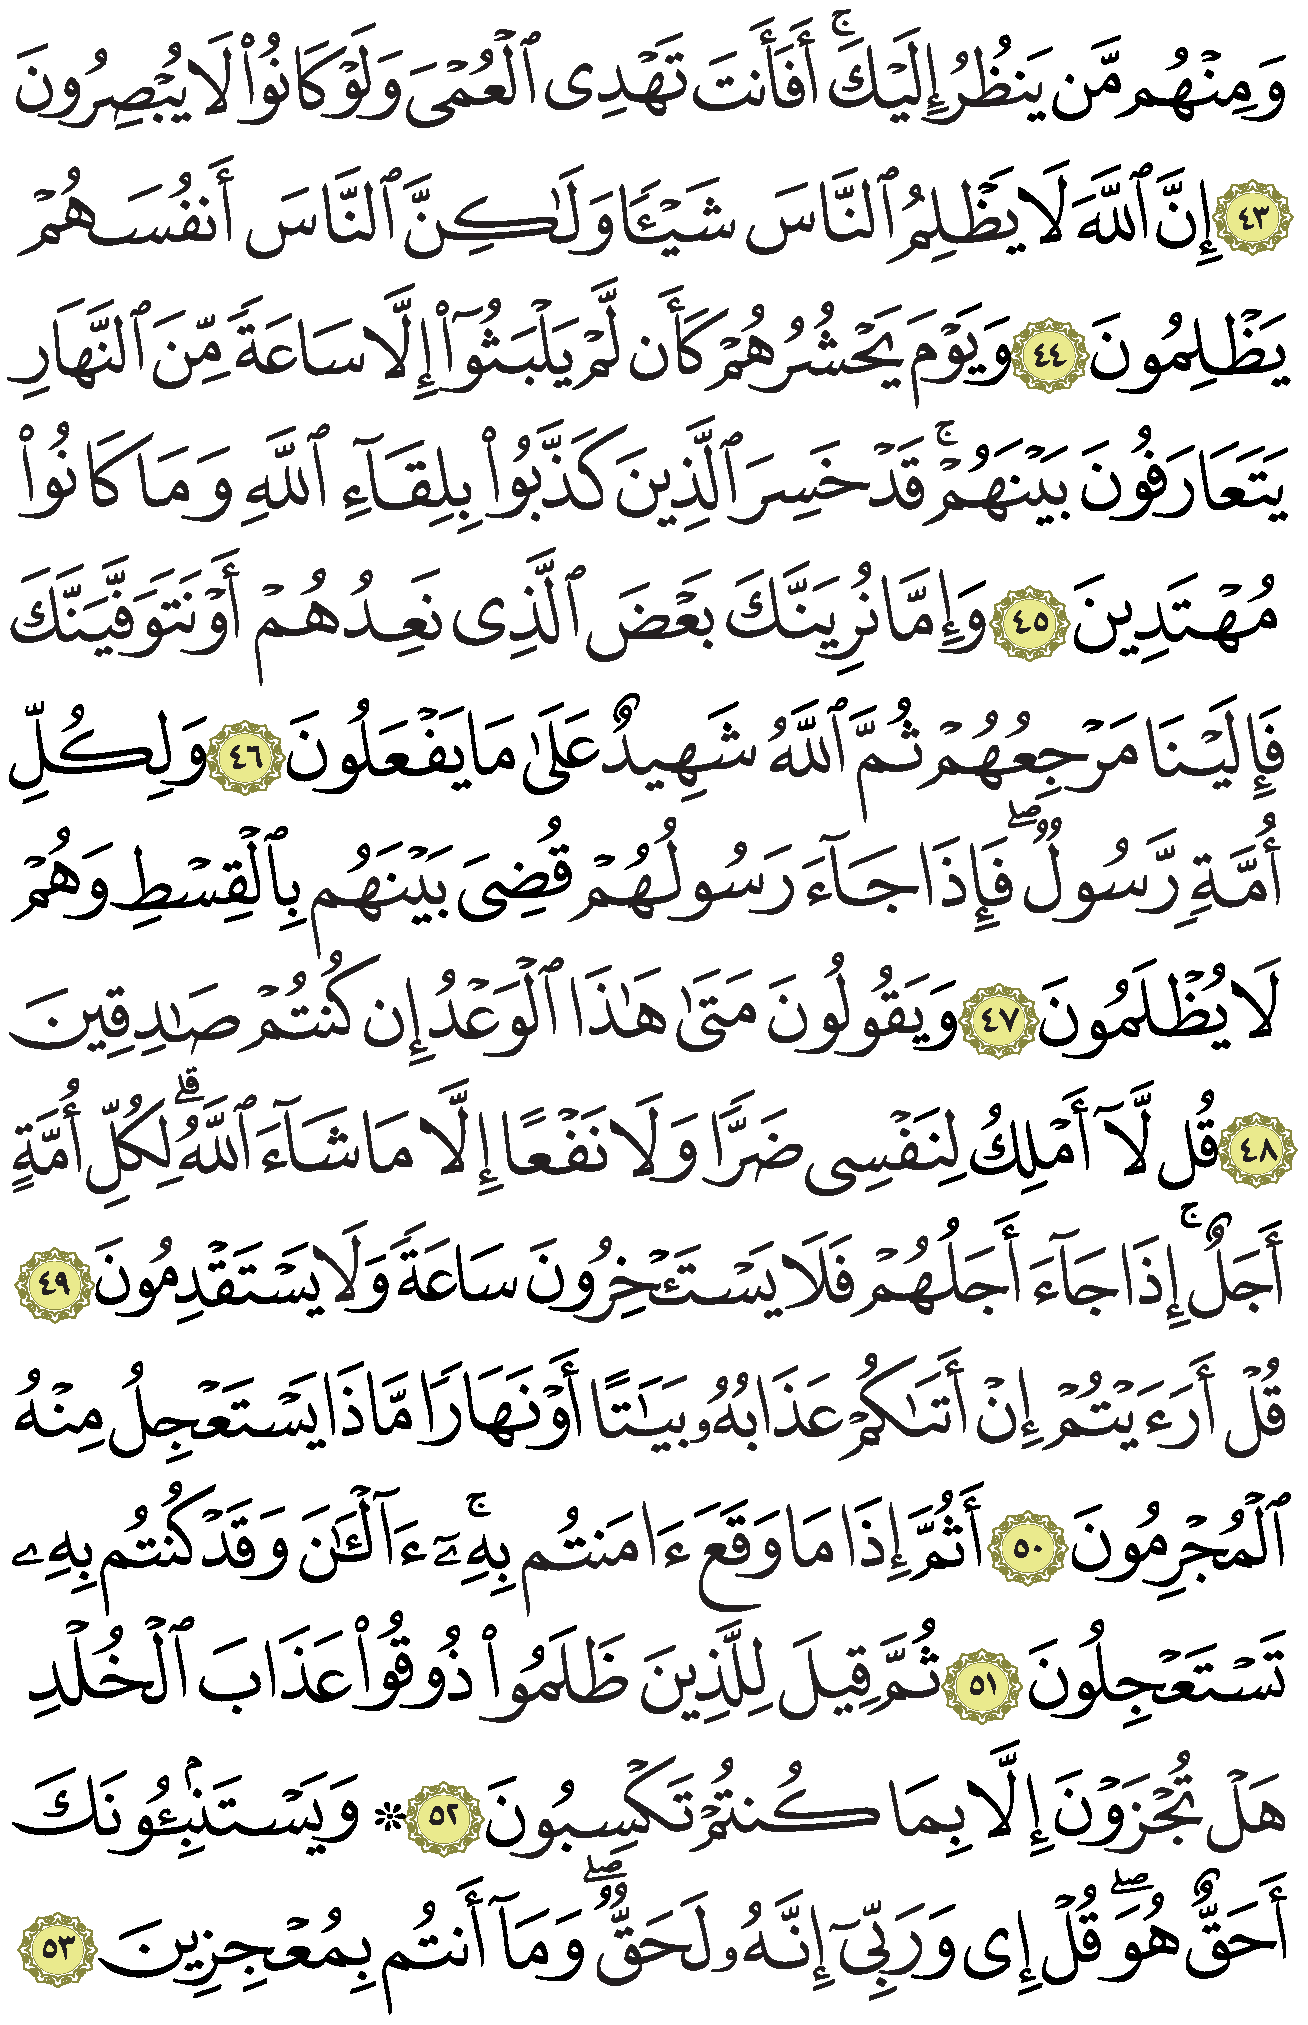 وَمِنْهُم مَّن يَنظُرُ إِلَيْكَ ۚ أَفَأَنتَ تَهْدِى ٱلْعُمْىَ وَلَوْ كَانُوا۟ لَا يُبْصِرُونَ
﴿٤٣﴾ إِنَّ ٱللَّهَ لَا يَظْلِمُ ٱلنَّاسَ شَيْـًٔا وَلَـٰكِنَّ ٱلنَّاسَ أَنفُسَهُمْ
يَظْلِمُونَ ﴿٤٤﴾ وَيَوْمَ يَحْشُرُهُمْ كَأَن لَّمْ يَلْبَثُوٓا۟ إِلَّا سَاعَةً مِّنَ ٱلنَّهَارِ
يَتَعَارَفُونَ بَيْنَهُمْ ۚ قَدْ خَسِرَ ٱلَّذِينَ كَذَّبُوا۟ بِلِقَآءِ ٱللَّهِ وَمَا كَانُوا۟
مُهْتَدِينَ ﴿٤٥﴾ وَإِمَّا نُرِيَنَّكَ بَعْضَ ٱلَّذِى نَعِدُهُمْ أَوْ نَتَوَفَّيَنَّكَ
فَإِلَيْنَا مَرْجِعُهُمْ ثُمَّ ٱللَّهُ شَهِيدٌ عَلَىٰ مَا يَفْعَلُونَ ﴿٤٦﴾ وَلِكُلِّ
أُمَّةٍ رَّسُولٌ ۖ فَإِذَا جَآءَ رَسُولُهُمْ قُضِىَ بَيْنَهُم بِٱلْقِسْطِ وَهُمْ
لَا يُظْلَمُونَ ﴿٤٧﴾ وَيَقُولُونَ مَتَىٰ هَـٰذَا ٱلْوَعْدُ إِن كُنتُمْ صَـٰدِقِينَ
﴿٤٨﴾ قُل لَّآ أَمْلِكُ لِنَفْسِى ضَرًّا وَلَا نَفْعًا إِلَّا مَا شَآءَ ٱللَّهُ ۗ لِكُلِّ أُمَّةٍ
أَجَلٌ ۚ إِذَا جَآءَ أَجَلُهُمْ فَلَا يَسْتَـْٔخِرُونَ سَاعَةً وَلَا يَسْتَقْدِمُونَ ﴿٤٩﴾
قُلْ أَرَءَيْتُمْ إِنْ أَتَىٰكُمْ عَذَابُهُۥ بَيَـٰتًا أَوْ نَهَارًا مَّاذَا يَسْتَعْجِلُ مِنْهُ
ٱلْمُجْرِمُونَ ﴿٥٠﴾ أَثُمَّ إِذَا مَا وَقَعَ ءَامَنتُم بِهِۦٓ ۚ ءَآلْـَٔـٰنَ وَقَدْ كُنتُم بِهِۦ
تَسْتَعْجِلُونَ ﴿٥١﴾ ثُمَّ قِيلَ لِلَّذِينَ ظَلَمُوا۟ ذُوقُوا۟ عَذَابَ ٱلْخُلْدِ
هَلْ تُجْزَوْنَ إِلَّا بِمَا كُنتُمْ تَكْسِبُونَ ﴿٥٢﴾ ۞ وَيَسْتَنۢبِـُٔونَكَ
أَحَقٌّ هُوَ ۖ قُلْ إِى وَرَبِّىٓ إِنَّهُۥ لَحَقٌّ ۖ وَمَآ أَنتُم بِمُعْجِزِينَ ﴿٥٣﴾